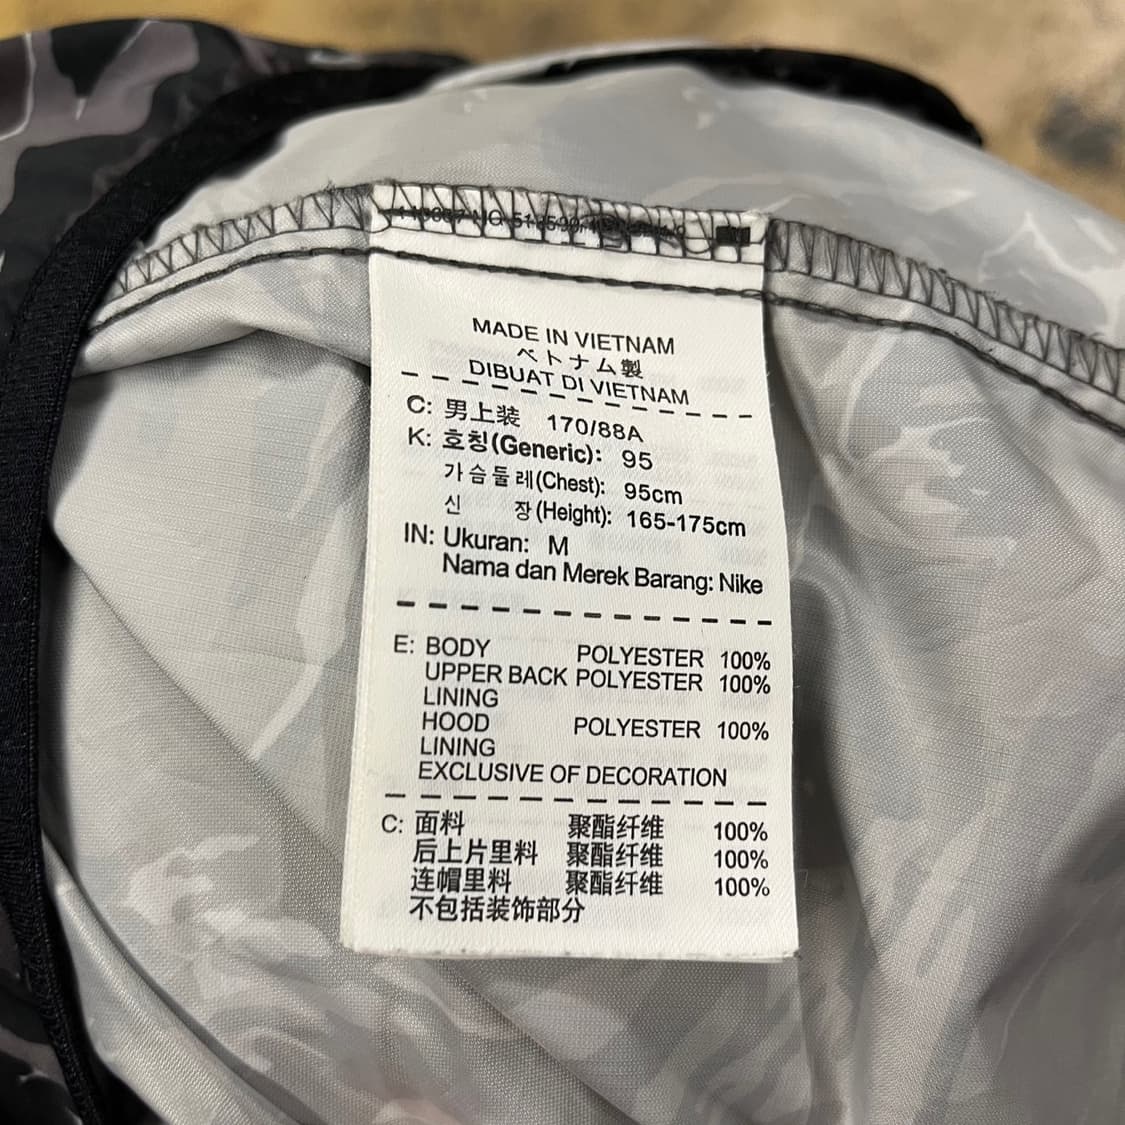 MADE IN VIETNAM
ベトナム製
DIBUAT DI VIETNAM
C: 男上装 170/88A
K: 호칭(Generic): 95
가슴둘레(Chest): 95cm
신 장(Height): 165-175cm
IN: Ukuran: M
Nama dan Merek Barang: Nike
E: BODY POLYESTER 100%
UPPER BACK POLYESTER 100%
LINING
HOOD POLYESTER 100%
LINING
EXCLUSIVE OF DECORATION
C: 面料 聚酯纤维 100%
后上片里料 聚酯纤维 100%
连帽里料 聚酯纤维 100%
不包括装饰部分